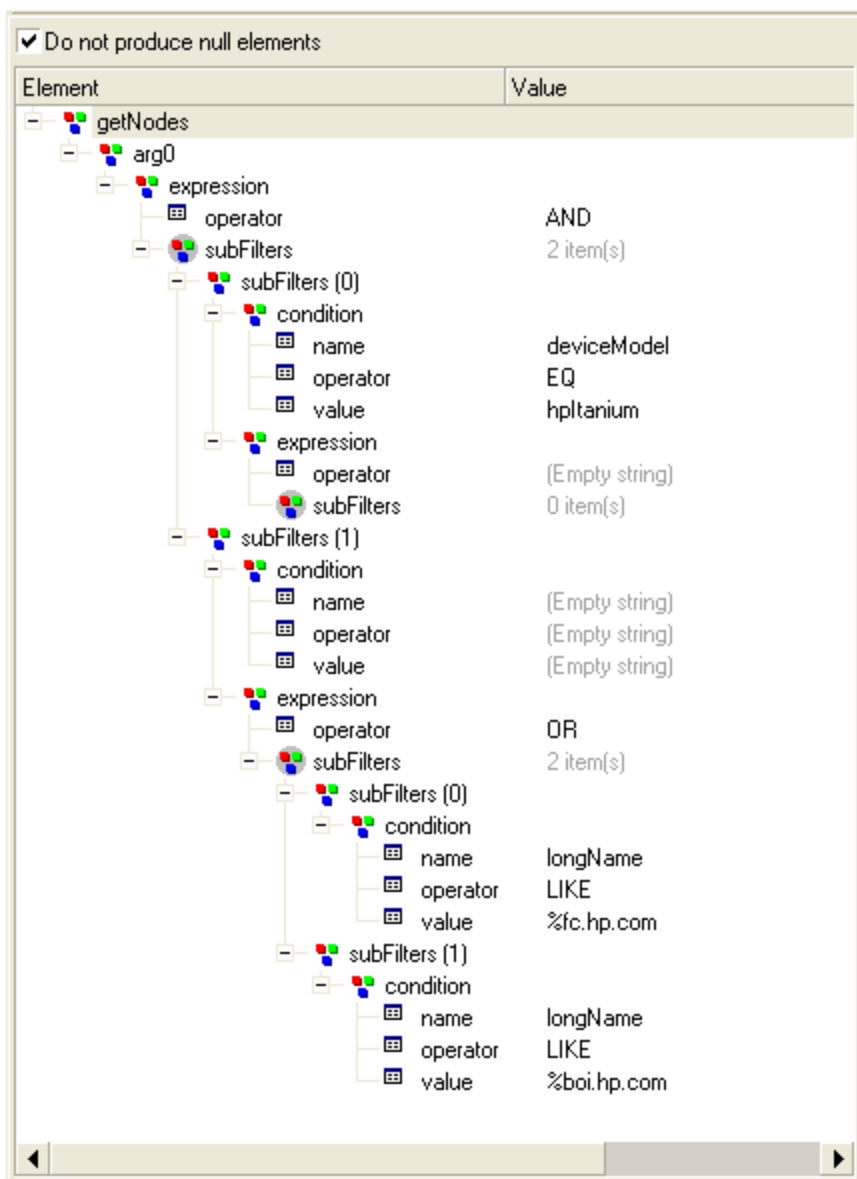 Do not produce null elements
Element Value
getNodes
arg0
expression
operator AND
subFilters 2 item(s)
subFilters (0)
condition
name deviceModel
operator EQ
value hpItanium
expression
operator (Empty string)
subFilters 0 item(s)
subFilters (1)
condition
name (Empty string)
operator (Empty string)
value (Empty string)
expression
operator OR
subFilters 2 item(s)
subFilters (0)
condition
name longName
operator LIKE
value %fc.hp.com
subFilters (1)
condition
name longName
operator LIKE
value %boi.hp.com